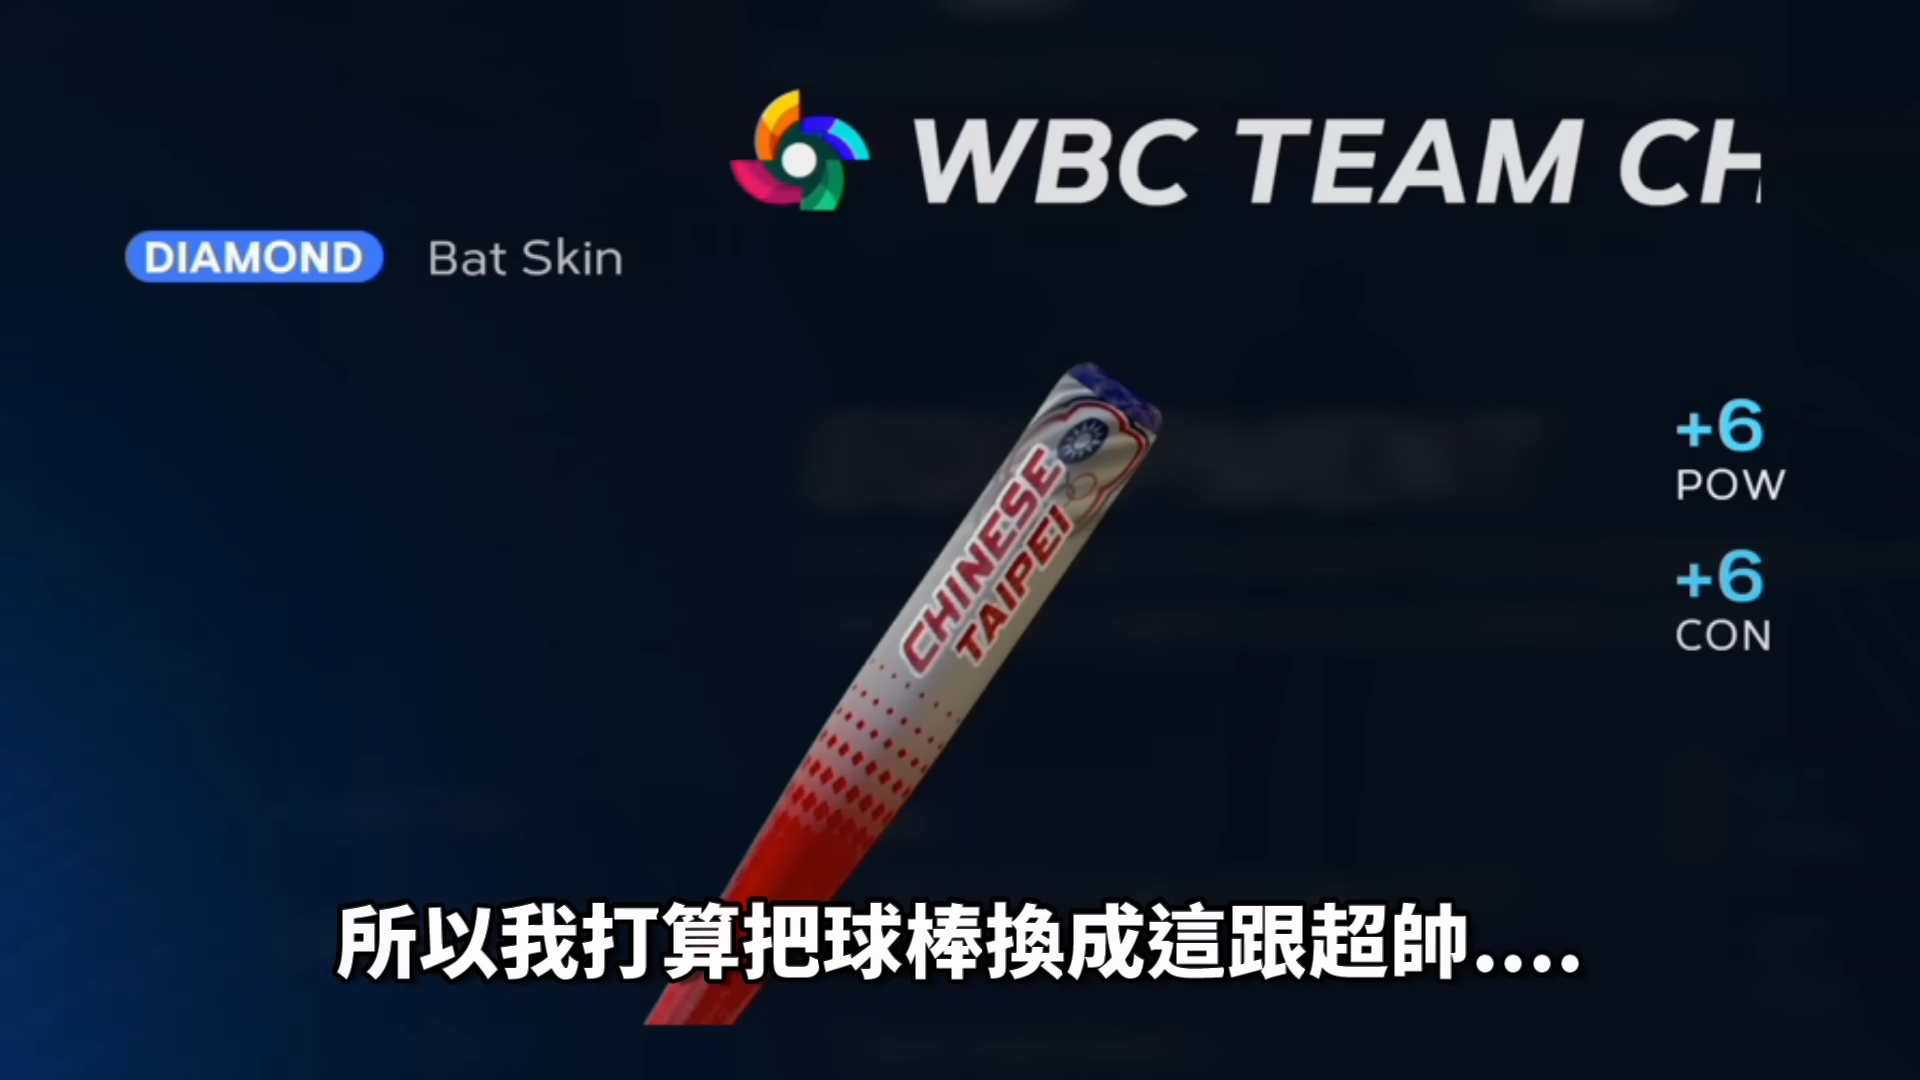 WBC TEAM CH
DIAMOND Bat Skin
CHINESE
TAIPEI
+6
POW
+6
CON
所以我打算把球棒換成這跟超帥....